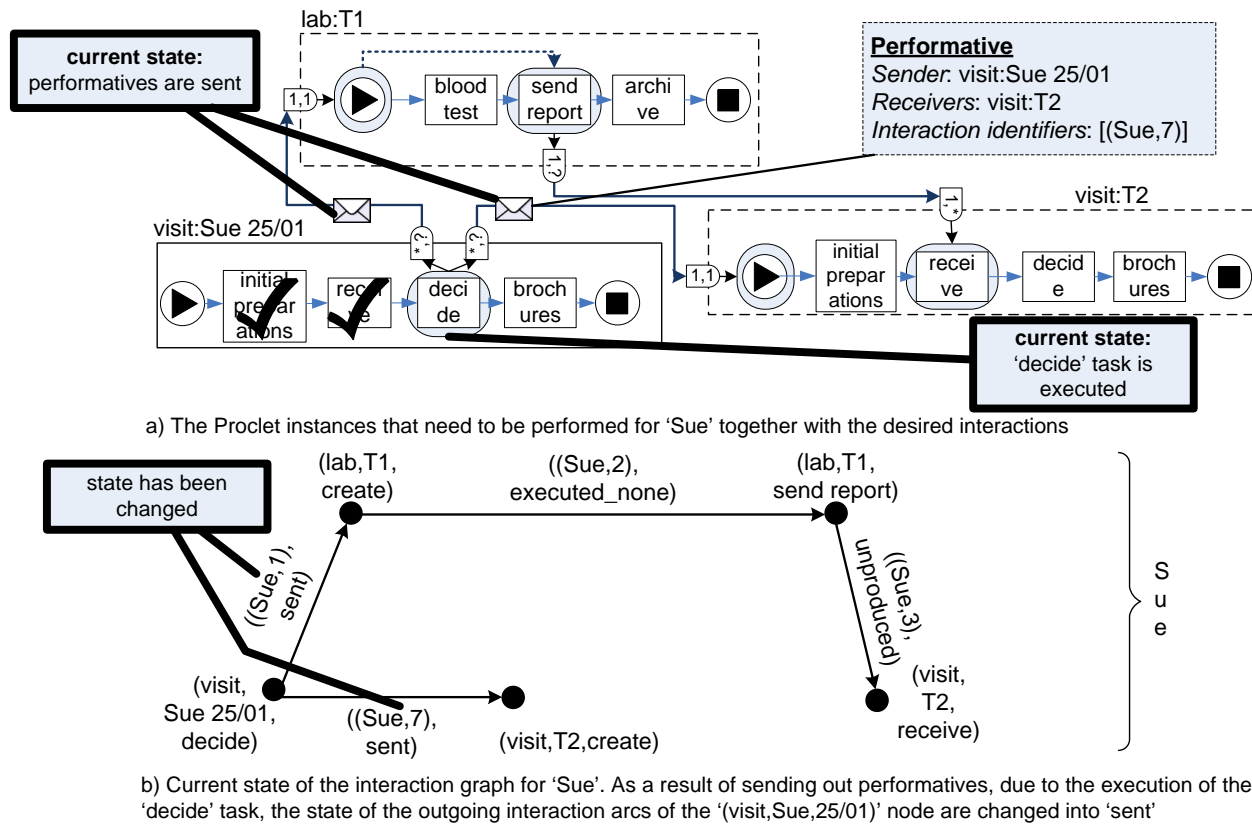 lab:T1
current state:
performatives are sent
1,1
blood
test
send
report
archi
ve
1,?
Performative
Sender: visit:Sue 25/01
Receivers: visit:T2
Interaction identifiers: [(Sue,7)]
visit:Sue 25/01
?,*
?,*
initial
prepar
ations
recei
ve
deci
de
broch
ures
visit:T2
1,*
1,1
initial
prepar
ations
recei
ve
decid
e
broch
ures
current state:
‘decide’ task is
executed
a) The Proclet instances that need to be performed for ‘Sue’ together with the desired interactions
state has been
changed
(lab,T1,
create)
((Sue,2),
executed_none)
(lab,T1,
send report)
((Sue,1),
sent)
((Sue,3),
unproduced)
(visit,
Sue 25/01,
decide)
((Sue,7),
sent)
(visit,T2,create)
(visit,
T2,
receive)
S
u
e
b) Current state of the interaction graph for ‘Sue’. As a result of sending out performatives, due to the execution of the
‘decide’ task, the state of the outgoing interaction arcs of the ‘(visit,Sue,25/01)’ node are changed into ‘sent’